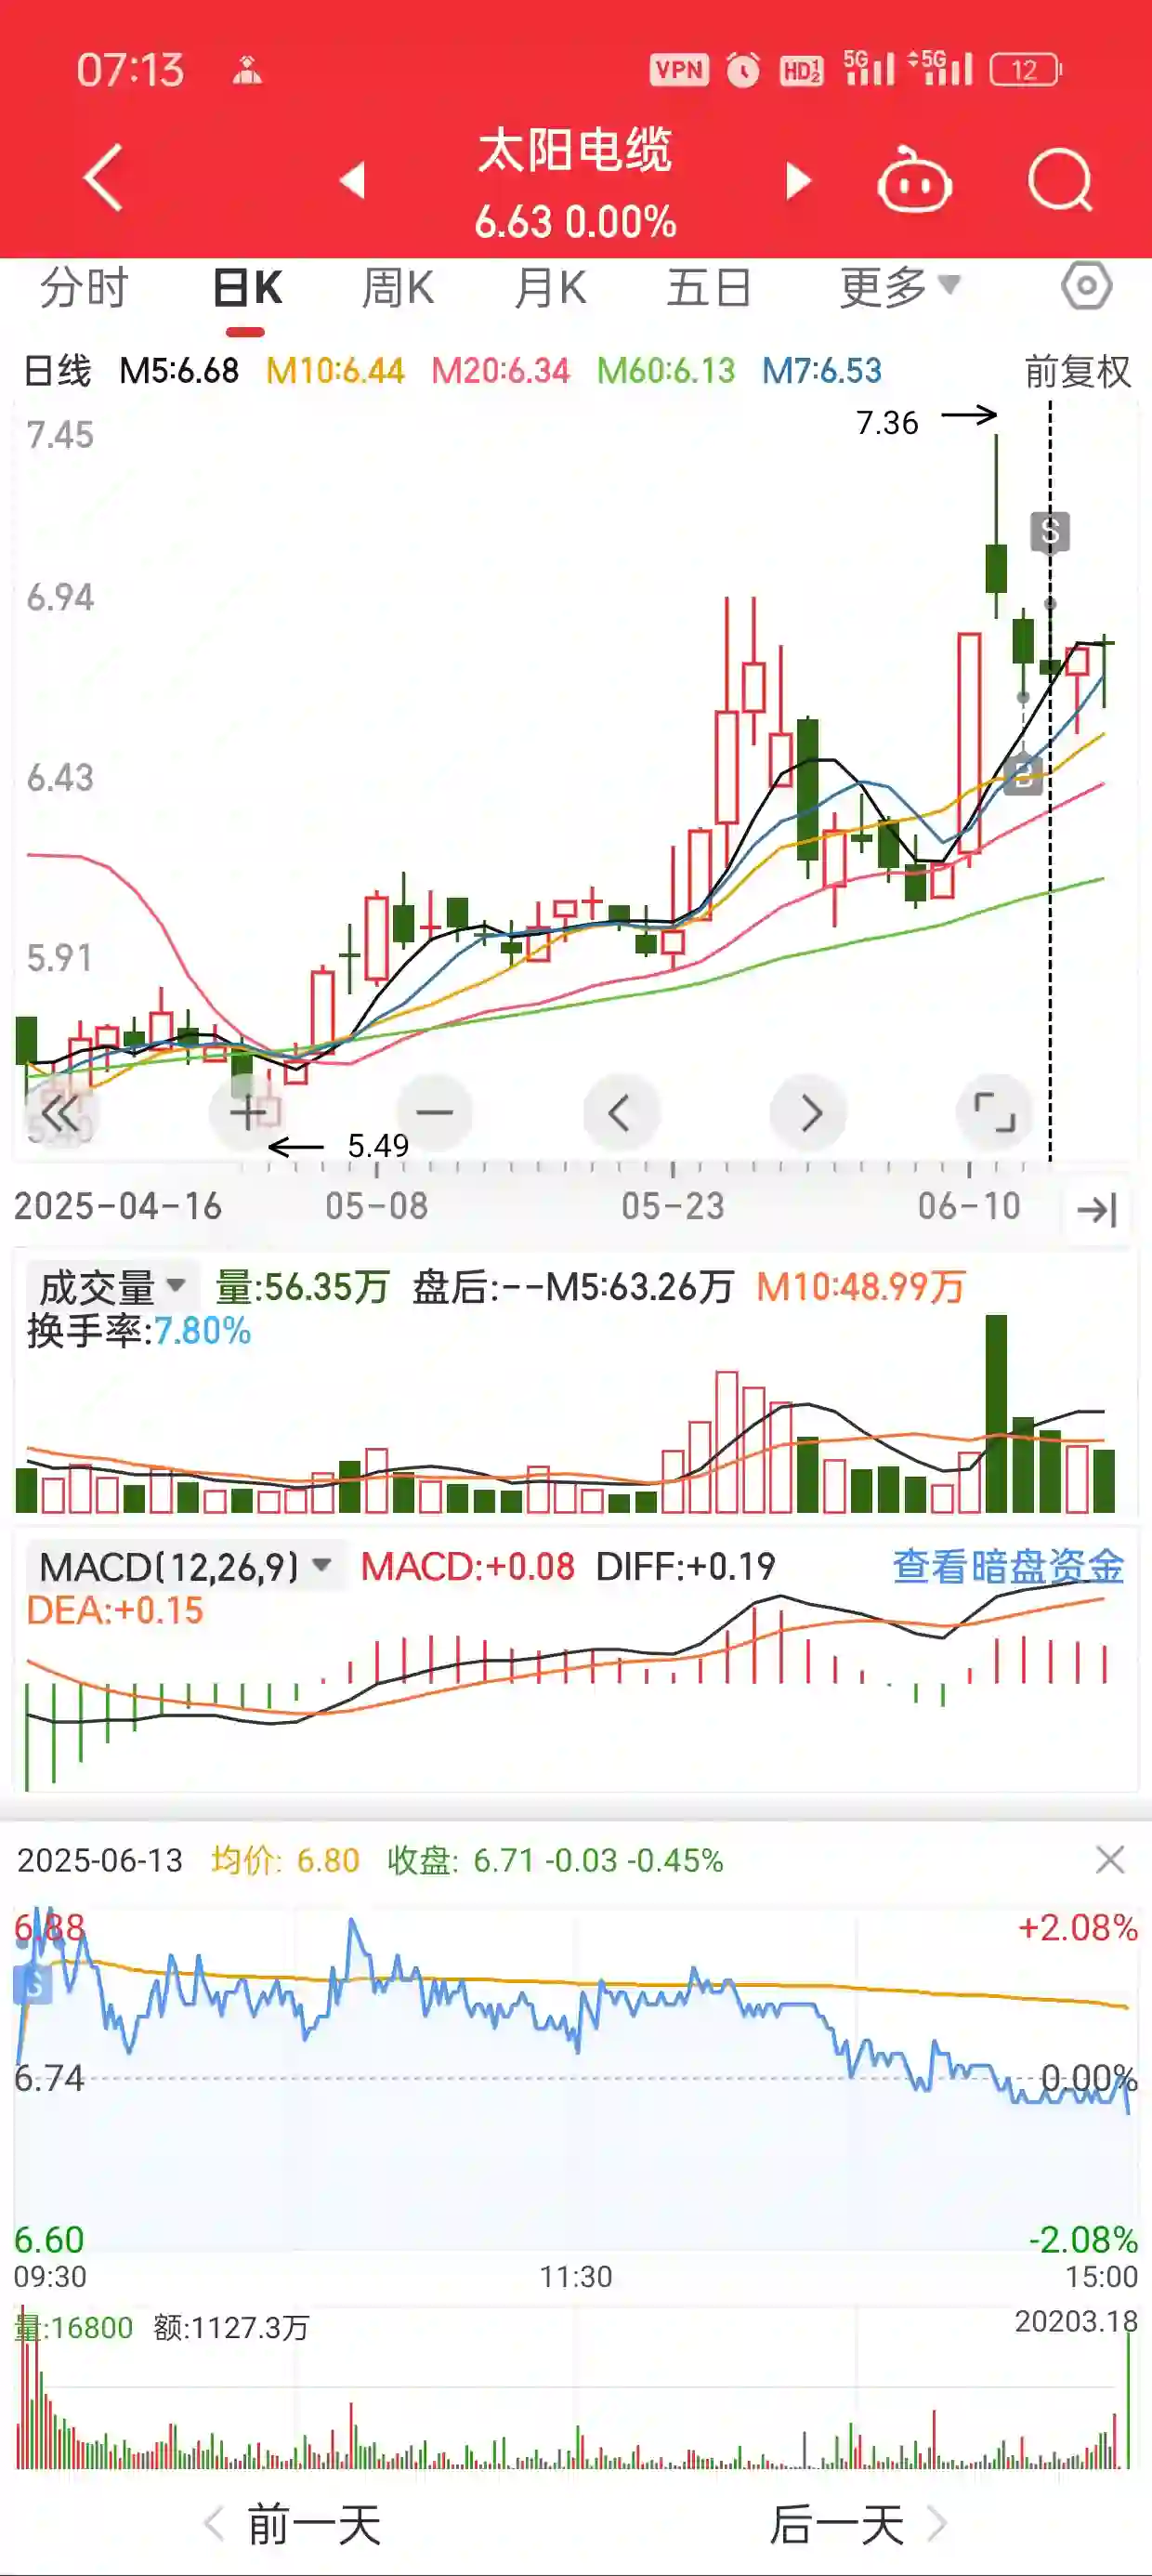 07:13 VPN HD 1 2 5G 5G 12
太阳电缆
6.63 0.00%
分时 日K 周K 月K 五日 更多
日线 M5:6.68 M10:6.44 M20:6.34 M60:6.13 M7:6.53 前复权
7.45
7.36
S
6.94
6.43
B
5.91
5.40
5.49
2025-04-16 05-08 05-23 06-10
成交量 量:56.35万 盘后:--M5:63.26万 M10:48.99万
换手率:7.80%
MACD(12,26,9) MACD:+0.08 DIFF:+0.19 查看暗盘资金
DEA:+0.15
2025-06-13 均价: 6.80 收盘: 6.71 -0.03 -0.45%
6.88 +2.08%
S
6.74 0.00%
6.60 -2.08%
09:30 11:30 15:00
量:16800 额:1127.3万 20203.18
前一天 后一天